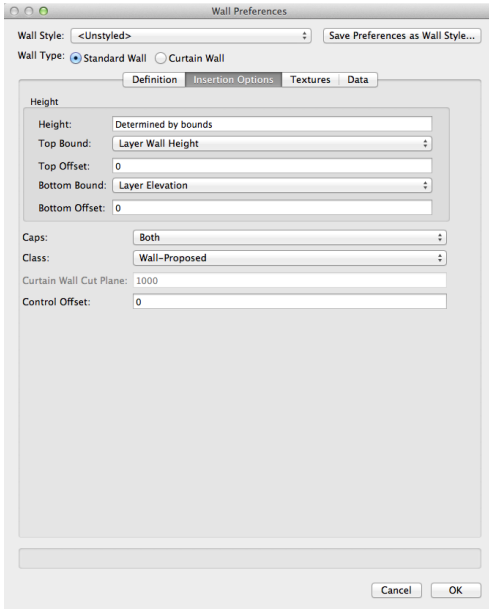 Wall Preferences
Wall Style: <Unstyled> Save Preferences as Wall Style...
Wall Type: Standard Wall Curtain Wall
Definition Insertion Options Textures Data
Height
Height: Determined by bounds
Top Bound: Layer Wall Height
Top Offset: 0
Bottom Bound: Layer Elevation
Bottom Offset: 0
Caps: Both
Class: Wall-Proposed
Curtain Wall Cut Plane: 1000
Control Offset: 0
Cancel OK